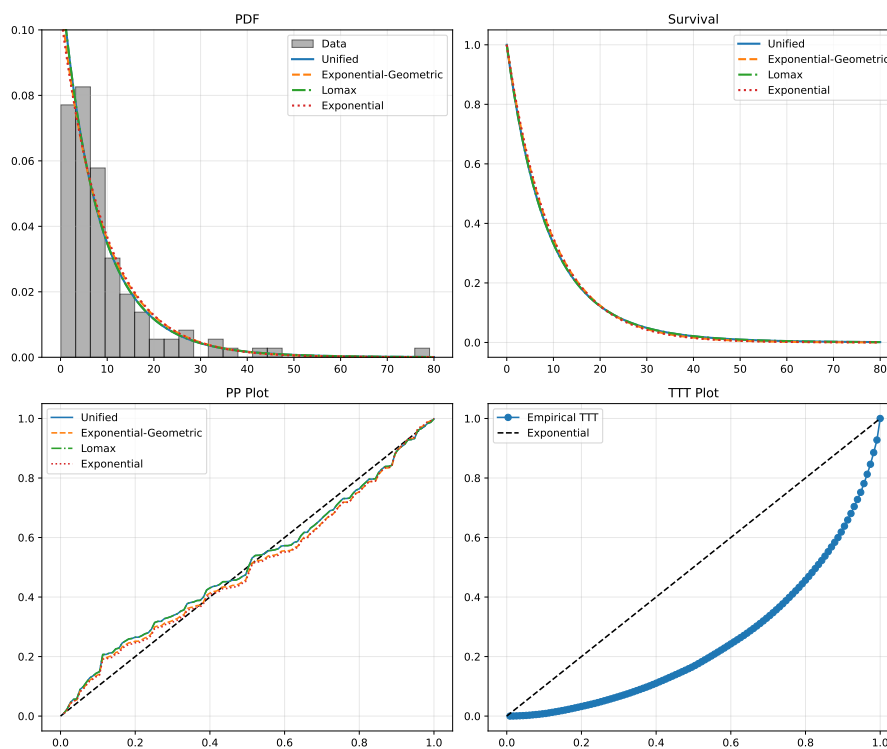 PDF
Data
Unified
Exponential-Geometric
Lomax
Exponential
0.10
0.08
0.06
0.04
0.02
0.00
0 10 20 30 40 50 60 70 80
Survival
Unified
Exponential-Geometric
Lomax
Exponential
1.0
0.8
0.6
0.4
0.2
0.0
0 10 20 30 40 50 60 70 80
PP Plot
Unified
Exponential-Geometric
Lomax
Exponential
1.0
0.8
0.6
0.4
0.2
0.0
0.0 0.2 0.4 0.6 0.8 1.0
TTT Plot
Empirical TTT
Exponential
1.0
0.8
0.6
0.4
0.2
0.0
0.0 0.2 0.4 0.6 0.8 1.0